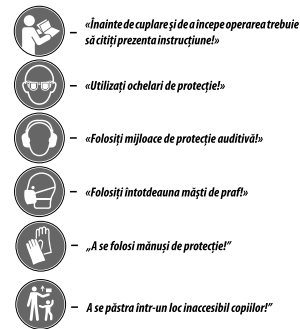 – «Înainte de cuplare și de a începe operarea trebuie
să citiți prezenta instrucțiune!»
– «Utilizați ochelari de protecție!»
– «Folosiți mijloace de protecție auditivă!»
– «Folosiți întotdeauna măști de praf!»
– „A se folosi mănuși de protecție!”
– A se păstra într-un loc inaccesibil copiilor!”